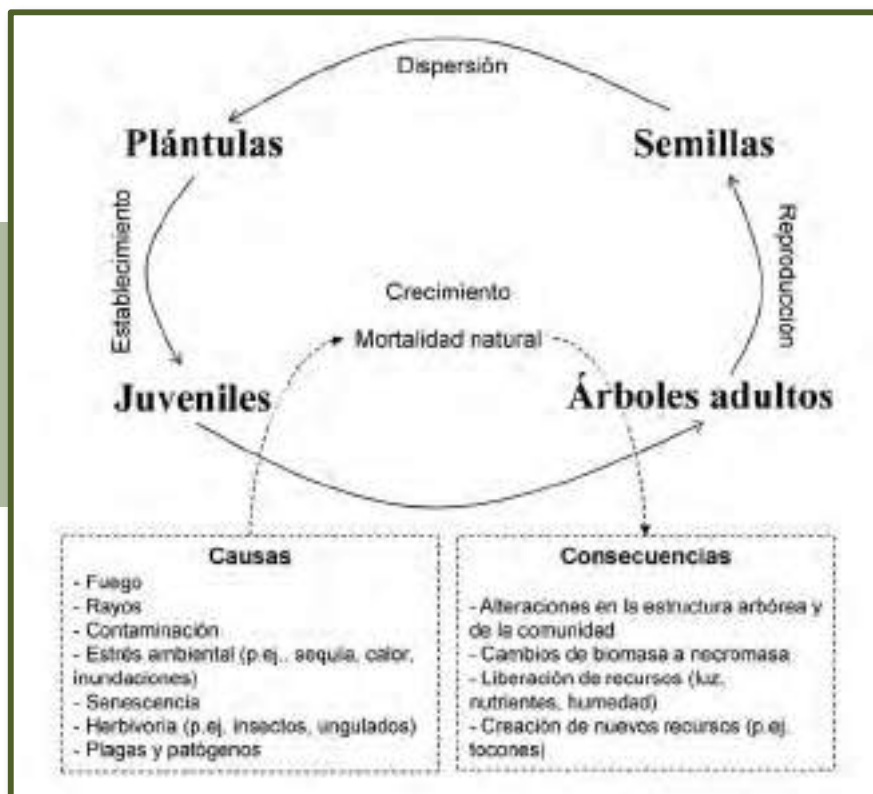 Dispersión
Plántulas
Semillas
Establecimiento
Reproducción
Crecimiento
Mortalidad natural
Juveniles
Árboles adultos
Causas
- Fuego
- Rayos
- Contaminación
- Estrés ambiental (p.ej., sequía, calor,
inundaciones)
- Senescencia
- Herbivoría (p.ej. insectos, ungulados)
- Plagas y patógenos
Consecuencias
- Alteraciones en la estructura arbórea y
de la comunidad
- Cambios de biomasa a necromasa
- Liberación de recursos (luz,
nutrientes, humedad)
- Creación de nuevos recursos (p.ej.
tocones)